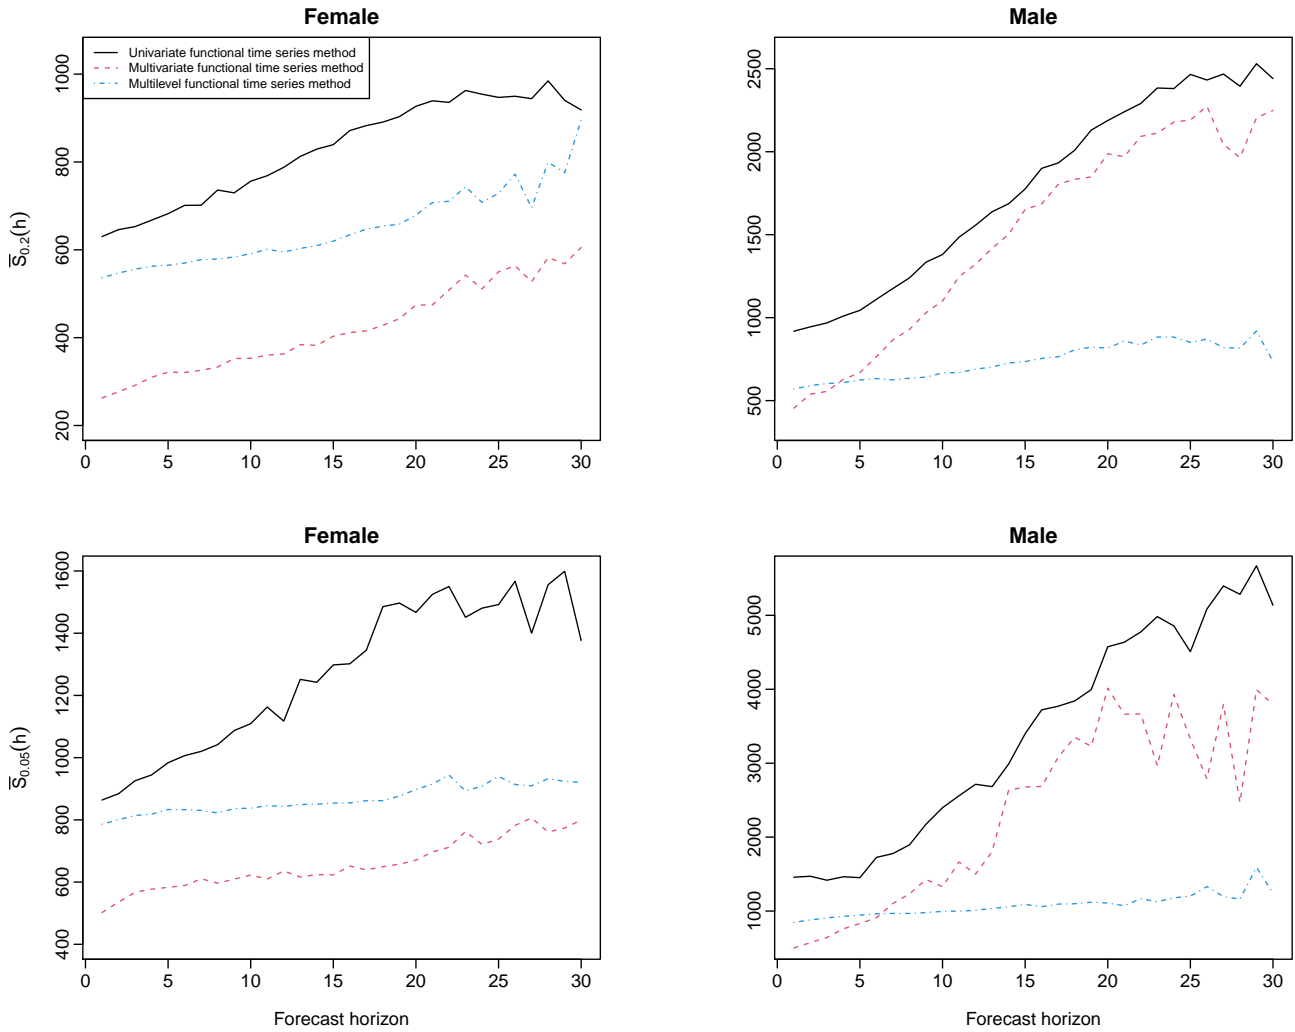 Female
Univariate functional time series method
Multivariate functional time series method
Multilevel functional time series method
S̅0.2(h)
200 400 600 800 1000
0 5 10 15 20 25 30
Male
500 1000 1500 2000 2500
0 5 10 15 20 25 30
Female
S̅0.05(h)
400 600 800 1000 1200 1400 1600
0 5 10 15 20 25 30
Forecast horizon
Male
1000 2000 3000 4000 5000
0 5 10 15 20 25 30
Forecast horizon